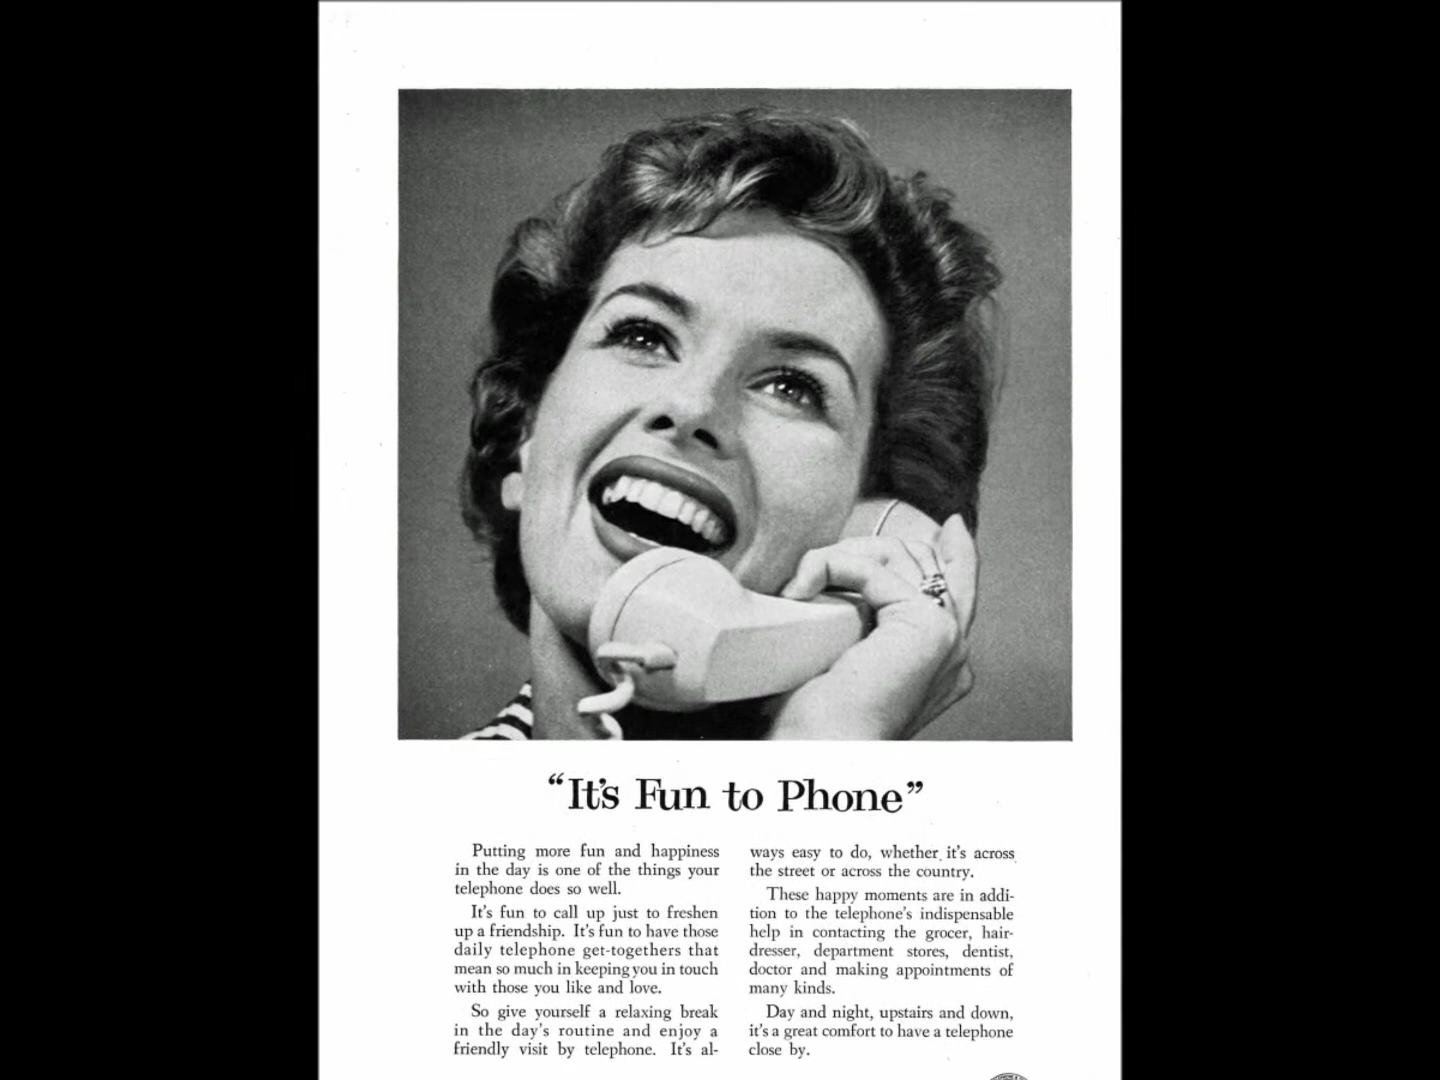 “It's Fun to Phone”
Putting more fun and happiness
in the day is one of the things your
telephone does so well.
It's fun to call up just to freshen
up a friendship. It's fun to have those
daily telephone get-togethers that
mean so much in keeping you in touch
with those you like and love.
So give yourself a relaxing break
in the day's routine and enjoy a
friendly visit by telephone. It's al-
ways easy to do, whether it's across
the street or across the country.
These happy moments are in addi-
tion to the telephone's indispensable
help in contacting the grocer, hair-
dresser, department stores, dentist,
doctor and making appointments of
many kinds.
Day and night, upstairs and down,
it's a great comfort to have a telephone
close by.